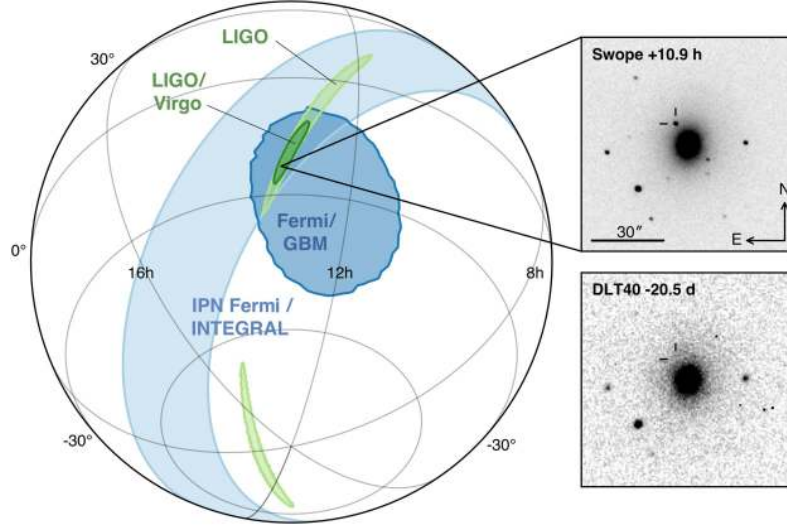 30°
LIGO
LIGO/
Virgo
Fermi/
GBM
0°
16h
12h
8h
IPN Fermi /
INTEGRAL
-30°
-30°
Swope +10.9 h
30"
N
E
DLT40 -20.5 d